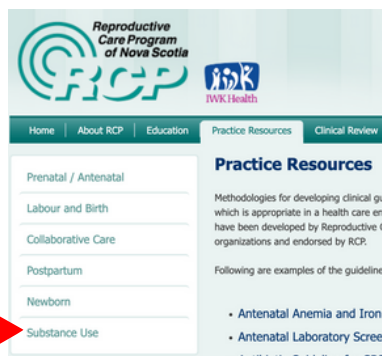 Reproductive
Care Program
of Nova Scotia
RCP
IWK
IWK Health
Home About RCP Education Practice Resources Clinical Review
Prenatal / Antenatal
Labour and Birth
Collaborative Care
Postpartum
Newborn
Substance Use
Practice Resources
Methodologies for developing clinical
which is appropriate in a health care
have been developed by Reproductive
organizations and endorsed by RCP.
Following are examples of the guideline
• Antenatal Anemia and Iron
• Antenatal Laboratory